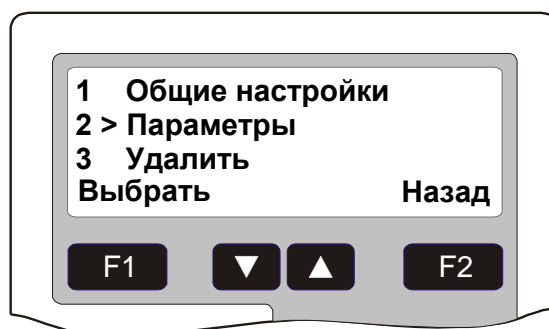 1 Общие настройки
2 > Параметры
3 Удалить
Выбрать Назад
F1 ▼ ▲ F2